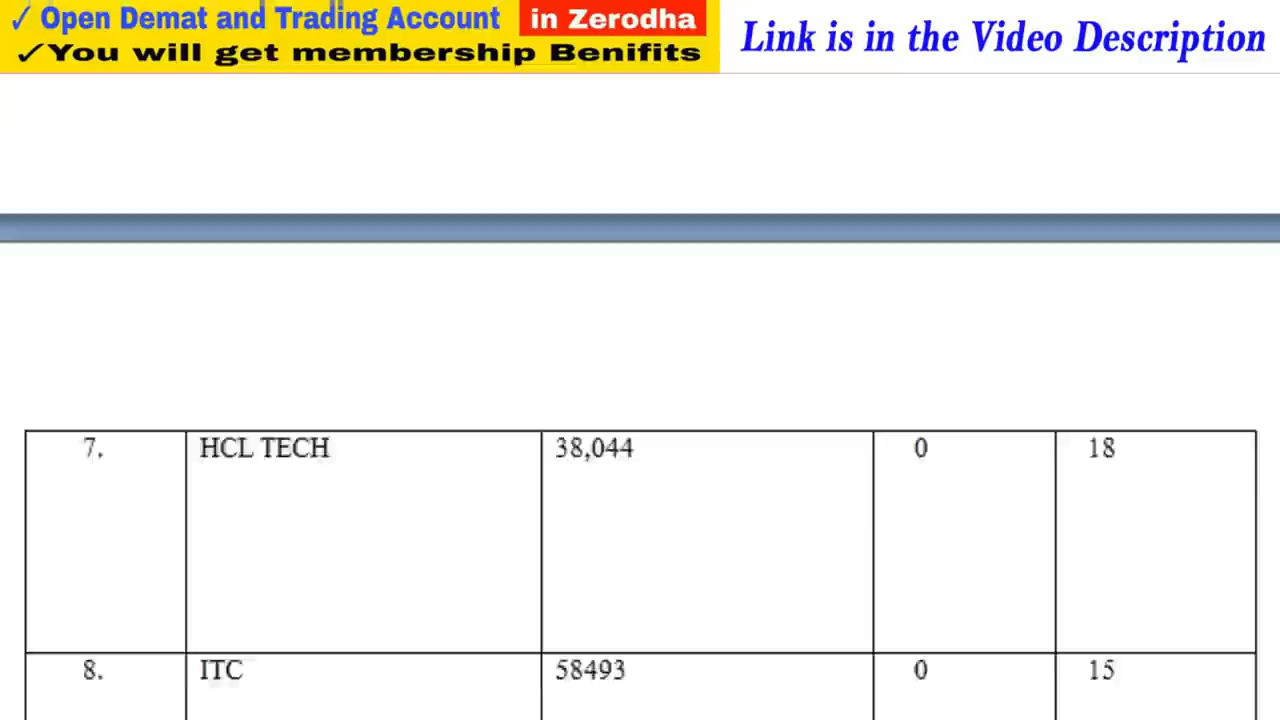 ✓ Open Demat and Trading Account in Zerodha
✓You will get membership Benifits
Link is in the Video Description
7. HCL TECH 38,044 0 18
8. ITC 58493 0 15